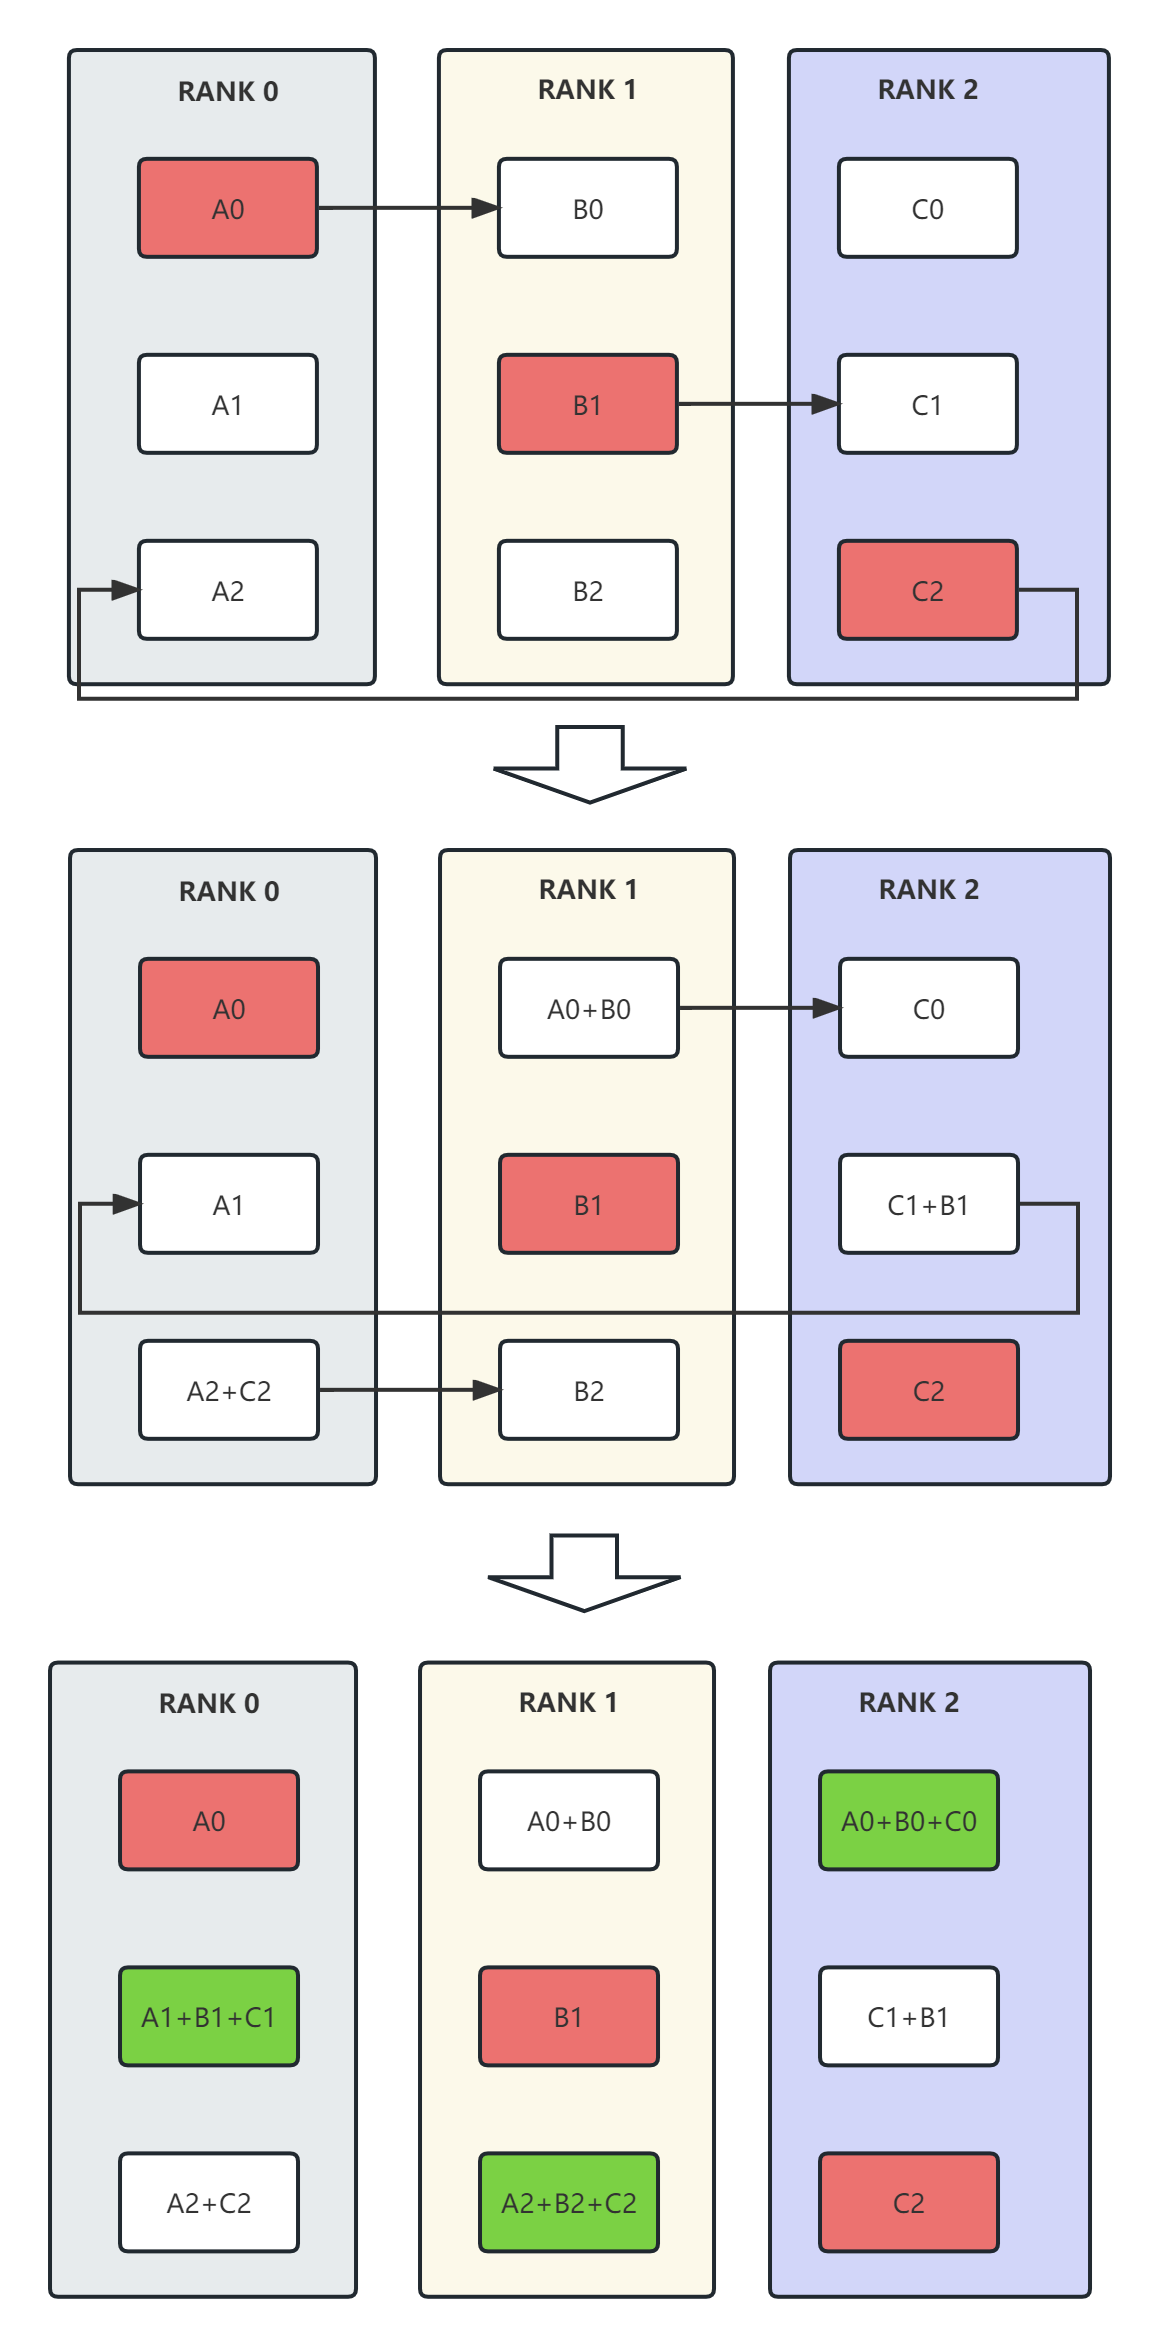 RANK 0
RANK 1
RANK 2
A0
B0
C0
A1
B1
C1
A2
B2
C2
RANK 0
RANK 1
RANK 2
A0
A0+B0
C0
A1
B1
C1+B1
A2+C2
B2
C2
RANK 0
RANK 1
RANK 2
A0
A0+B0
A0+B0+C0
A1+B1+C1
B1
C1+B1
A2+C2
A2+B2+C2
C2